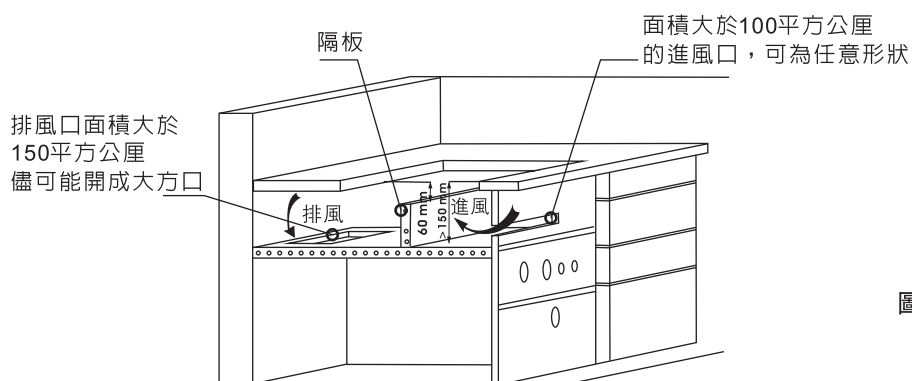 面積大於100平方公厘
的進風口，可為任意形狀
隔板
排風口面積大於
150平方公厘
儘可能開成大方口
排風
60 mm
>150 mm
進風
圖